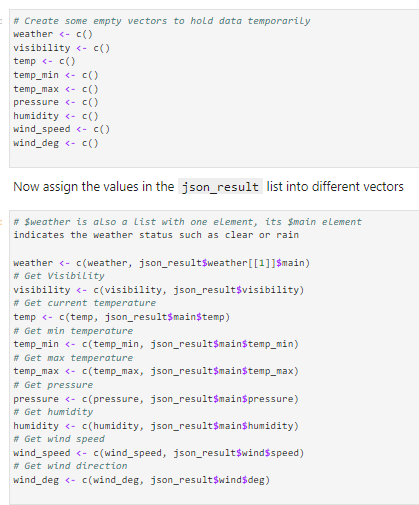 # Create some empty vectors to hold data temporarily
weather <- c()
visibility <- c()
temp <- c()
temp_min <- c()
temp_max <- c()
pressure <- c()
humidity <- c()
wind_speed <- c()
wind_deg <- c()
Now assign the values in the json_result list into different vectors
# $weather is also a list with one element, its $main element
indicates the weather status such as clear or rain
weather <- c(weather, json_result$weather[[1]]$main)
# Get Visibility
visibility <- c(visibility, json_result$visibility)
# Get current temperature
temp <- c(temp, json_result$main$temp)
# Get min temperature
temp_min <- c(temp_min, json_result$main$temp_min)
# Get max temperature
temp_max <- c(temp_max, json_result$main$temp_max)
# Get pressure
pressure <- c(pressure, json_result$main$pressure)
# Get humidity
humidity <- c(humidity, json_result$main$humidity)
# Get wind speed
wind_speed <- c(wind_speed, json_result$wind$speed)
# Get wind direction
wind_deg <- c(wind_deg, json_result$wind$deg)